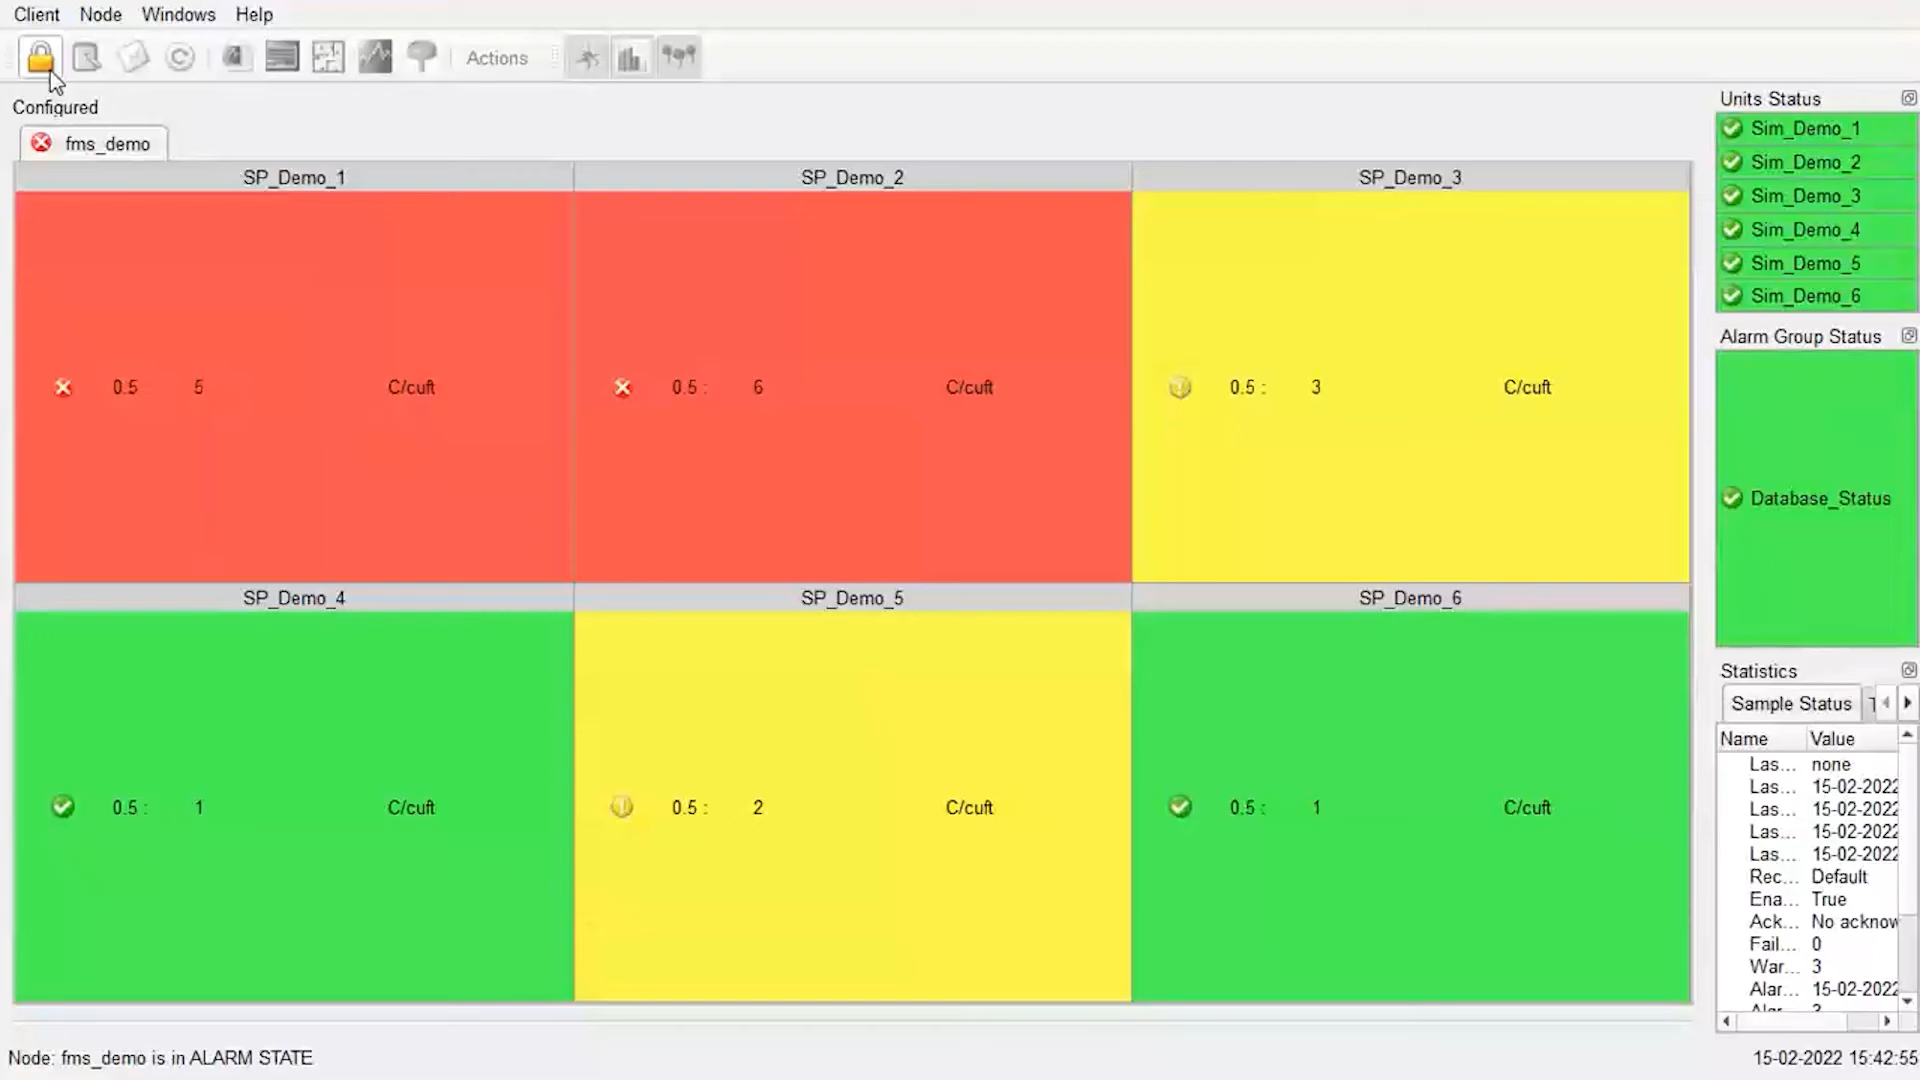 Client Node Windows Help
Actions
Configured
fms_demo
SP_Demo_1 SP_Demo_2 SP_Demo_3
0.5 5 C/cuft 0.5 : 6 C/cuft 0.5 : 3 C/cuft
SP_Demo_4 SP_Demo_5 SP_Demo_6
0.5 : 1 C/cuft 0.5 : 2 C/cuft 0.5 : 1 C/cuft
Units Status
Sim_Demo_1
Sim_Demo_2
Sim_Demo_3
Sim_Demo_4
Sim_Demo_5
Sim_Demo_6
Alarm Group Status
Database_Status
Statistics
Sample Status
Name Value
Las... none
Las... 15-02-2022
Las... 15-02-2022
Las... 15-02-2022
Las... 15-02-2022
Rec... Default
Ena... True
Ack... No acknow
Fail... 0
War... 3
Alar... 15-02-2022
Node: fms_demo is in ALARM STATE
15-02-2022 15:42:55